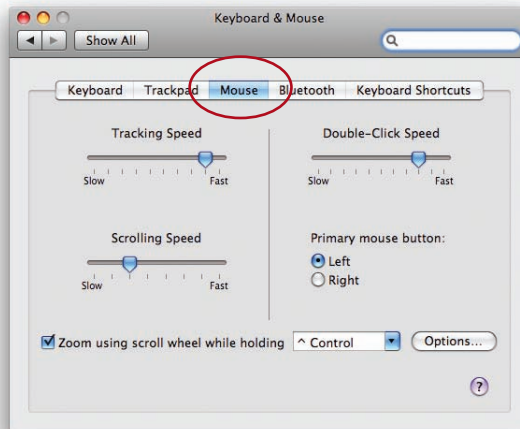 Keyboard & Mouse
Show All
Keyboard Trackpad Mouse Bluetooth Keyboard Shortcuts
Tracking Speed Double-Click Speed
Slow Fast Slow Fast
Scrolling Speed Primary mouse button:
Left
Slow Fast Right
Zoom using scroll wheel while holding ^ Control Options...
?